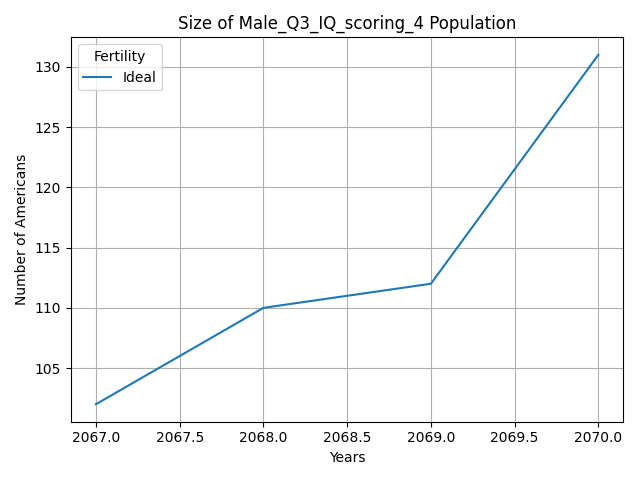 Size of Male_Q3_IQ_scoring_4 Population
Fertility
Ideal
Number of Americans
130
125
120
115
110
105
2067.0 2067.5 2068.0 2068.5 2069.0 2069.5 2070.0
Years